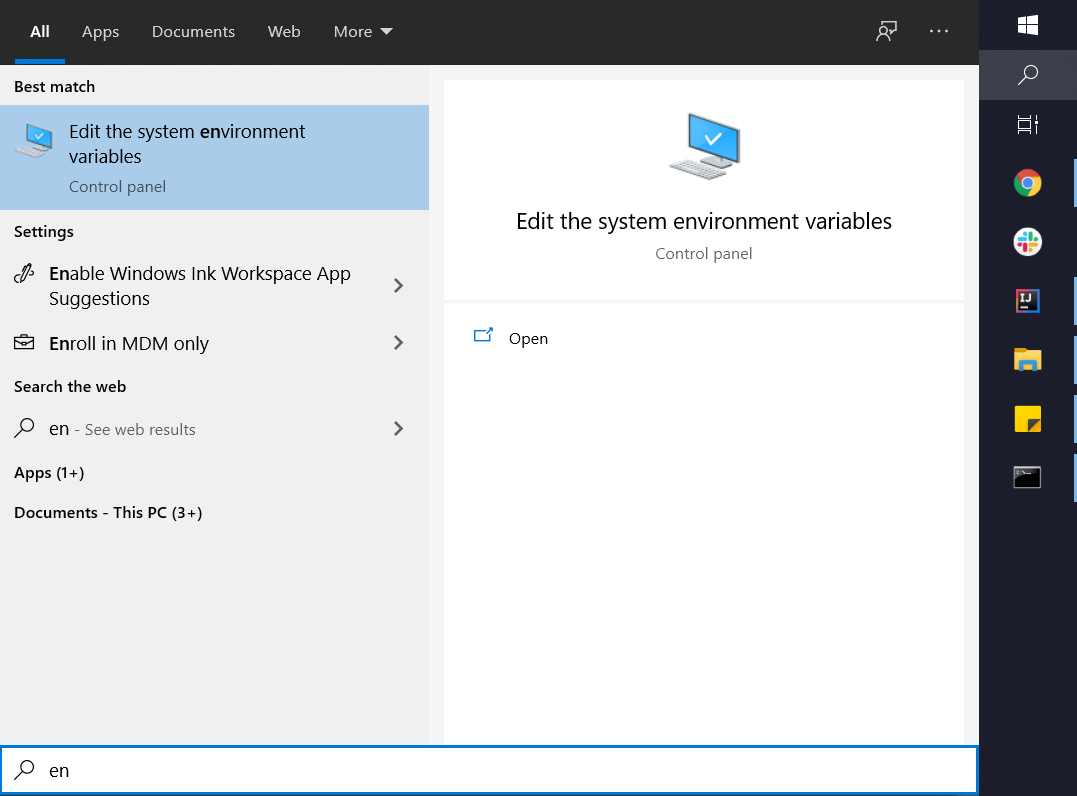 All Apps Documents Web More
Best match
Edit the system environment
variables
Control panel
Settings
Enable Windows Ink Workspace App
Suggestions
Enroll in MDM only
Search the web
en - See web results
Apps (1+)
Documents - This PC (3+)
Edit the system environment variables
Control panel
Open
en
IJ